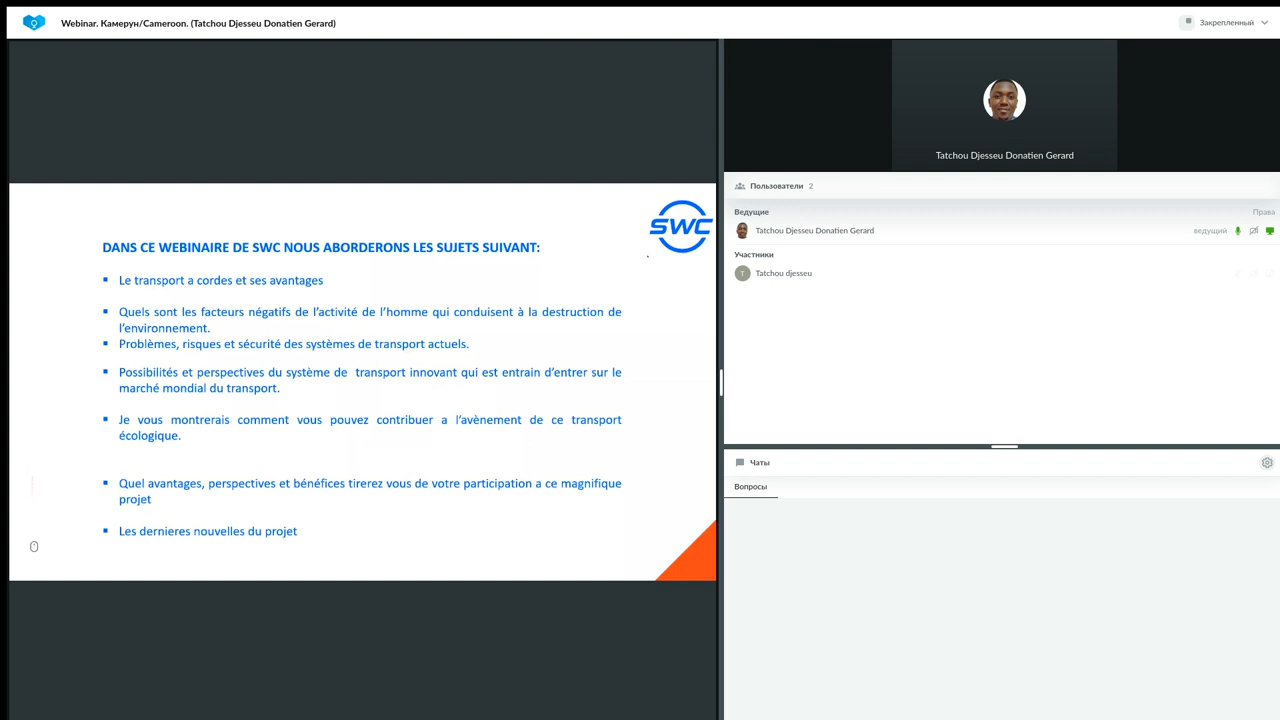 Webinar. Камерун/Cameroon. (Tatchou Djesseu Donatien Gerard)
Закрепленный
SWC
DANS CE WEBINAIRE DE SWC NOUS ABORDERONS LES SUJETS SUIVANT:
Le transport a cordes et ses avantages
Quels sont les facteurs négatifs de l'activité de l'homme qui conduisent à la destruction de
l'environnement.
Problèmes, risques et sécurité des systèmes de transport actuels.
Possibilités et perspectives du système de transport innovant qui est entrain d'entrer sur le
marché mondial du transport.
Je vous montrerais comment vous pouvez contribuer a l'avènement de ce transport
écologique.
Quel avantages, perspectives et bénéfices tirerez vous de votre participation a ce magnifique
projet
Les dernieres nouvelles du projet
Tatchou Djesseu Donatien Gerard
Пользователи 2
Ведущие Права
Tatchou Djesseu Donatien Gerard ведущий
Участники
T Tatchou djesseu
Чаты
Вопросы